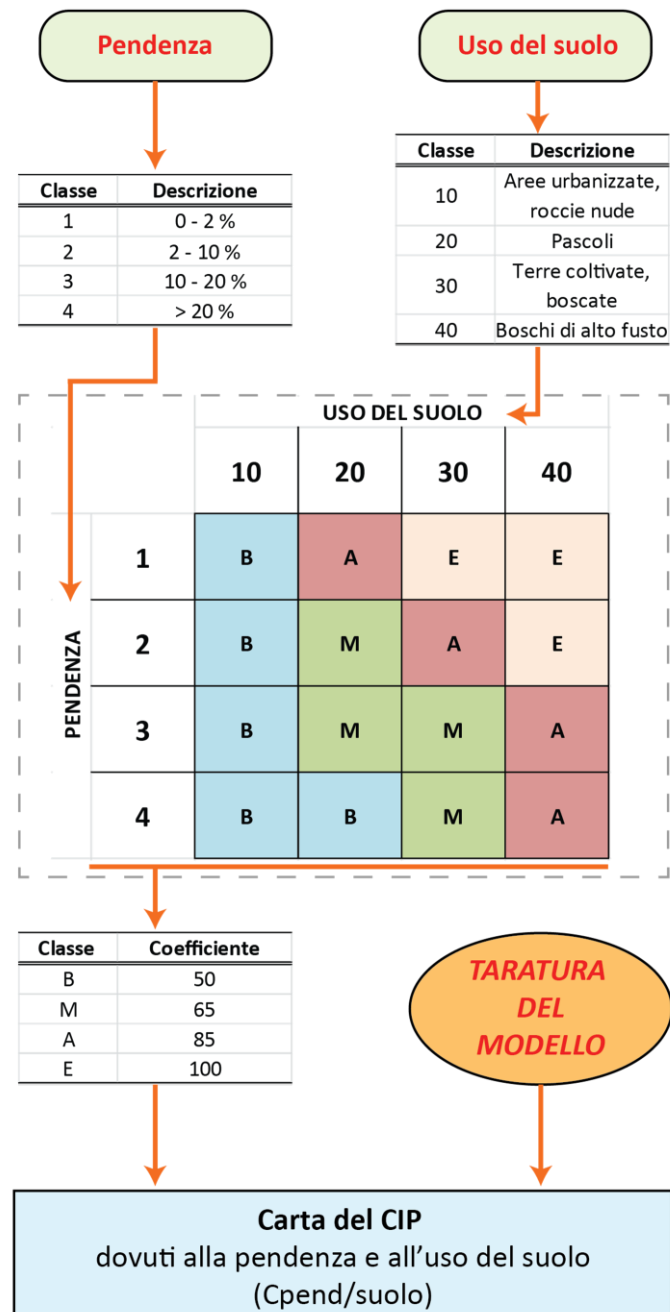 Pendenza
Uso del suolo
Classe Descrizione
1 0 - 2 %
2 2 - 10 %
3 10 - 20 %
4 > 20 %
Classe Descrizione
10 Aree urbanizzate,
roccie nude
20 Pascoli
30 Terre coltivate,
boscate
40 Boschi di alto fusto
USO DEL SUOLO
10 20 30 40
PENDENZA
1 B A E E
2 B M A E
3 B M M A
4 B B M A
Classe Coefficiente
B 50
M 65
A 85
E 100
TARATURA
DEL
MODELLO
Carta del CIP
dovuti alla pendenza e all'uso del suolo
(Cpend/suolo)